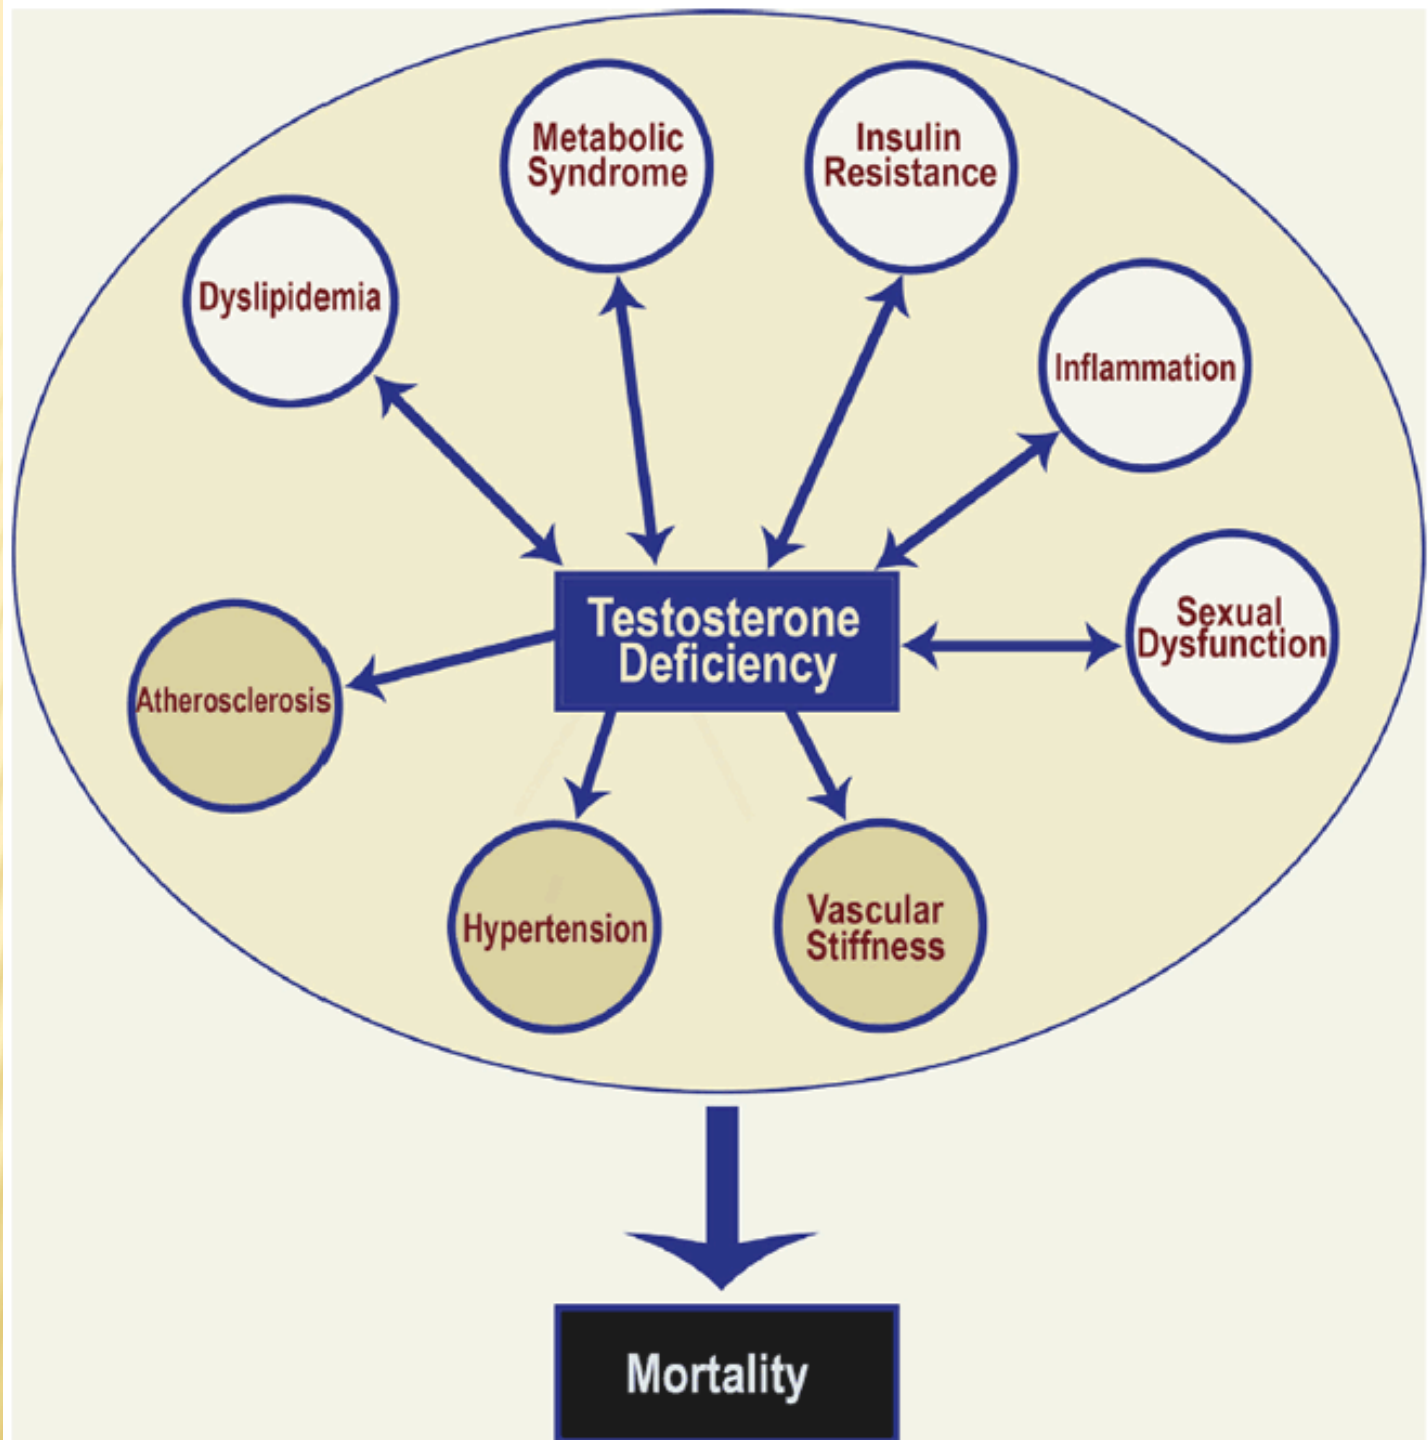 Metabolic
Syndrome
Insulin
Resistance
Dyslipidemia
Inflammation
Testosterone
Deficiency
Sexual
Dysfunction
Atherosclerosis
Hypertension
Vascular
Stiffness
Mortality